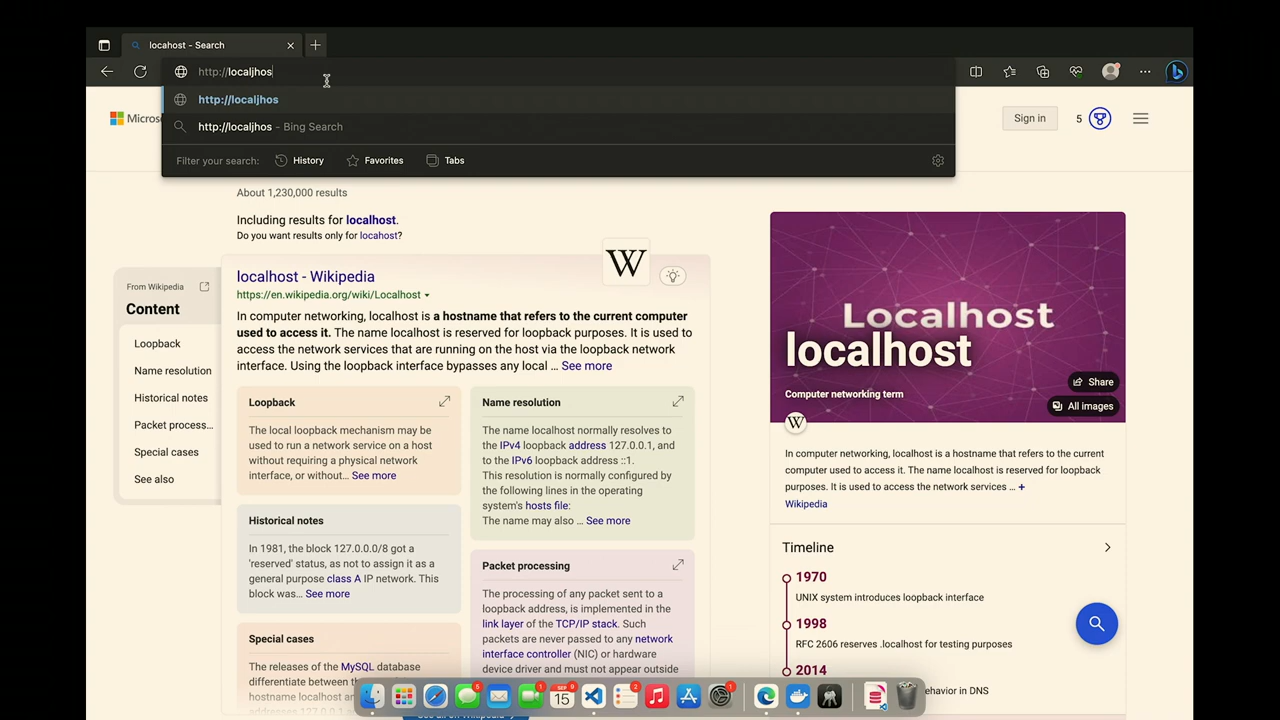 locahost - Search
http://localjhos
http://localjhos
http://localjhos - Bing Search
Filter your search:
History
Favorites
Tabs
Micros
Sign in
5
About 1,230,000 results
Including results for localhost.
Do you want results only for locahost?
From Wikipedia
Content
Loopback
Name resolution
Historical notes
Packet process...
Special cases
See also
W
localhost - Wikipedia
https://en.wikipedia.org/wiki/Localhost
In computer networking, localhost is a hostname that refers to the current computer
used to access it. The name localhost is reserved for loopback purposes. It is used to
access the network services that are running on the host via the loopback network
interface. Using the loopback interface bypasses any local ... See more
Loopback
The local loopback mechanism may be
used to run a network service on a host
without requiring a physical network
interface, or without... See more
Name resolution
The name localhost normally resolves to
the IPv4 loopback address 127.0.0.1, and
to the IPv6 loopback address ::1.
This resolution is normally configured by
the following lines in the operating
system's hosts file:
The name may also ... See more
Historical notes
In 1981, the block 127.0.0.0/8 got a
'reserved' status, as not to assign it as a
general purpose class A IP network. This
block was... See more
Packet processing
The processing of any packet sent to a
loopback address, is implemented in the
link layer of the TCP/IP stack. Such
packets are never passed to any network
interface controller (NIC) or hardware
device driver and must not appear outside
Special cases
The releases of the MySQL database
differentiate between the
hostname localhost and
Localhost
localhost
Computer networking term
Share
All images
W
In computer networking, localhost is a hostname that refers to the current
computer used to access it. The name localhost is reserved for loopback
purposes. It is used to access the network services ... +
Wikipedia
Timeline
1970
UNIX system introduces loopback interface
1998
RFC 2606 reserves .localhost for testing purposes
2014
ehavior in DNS
SEP
15